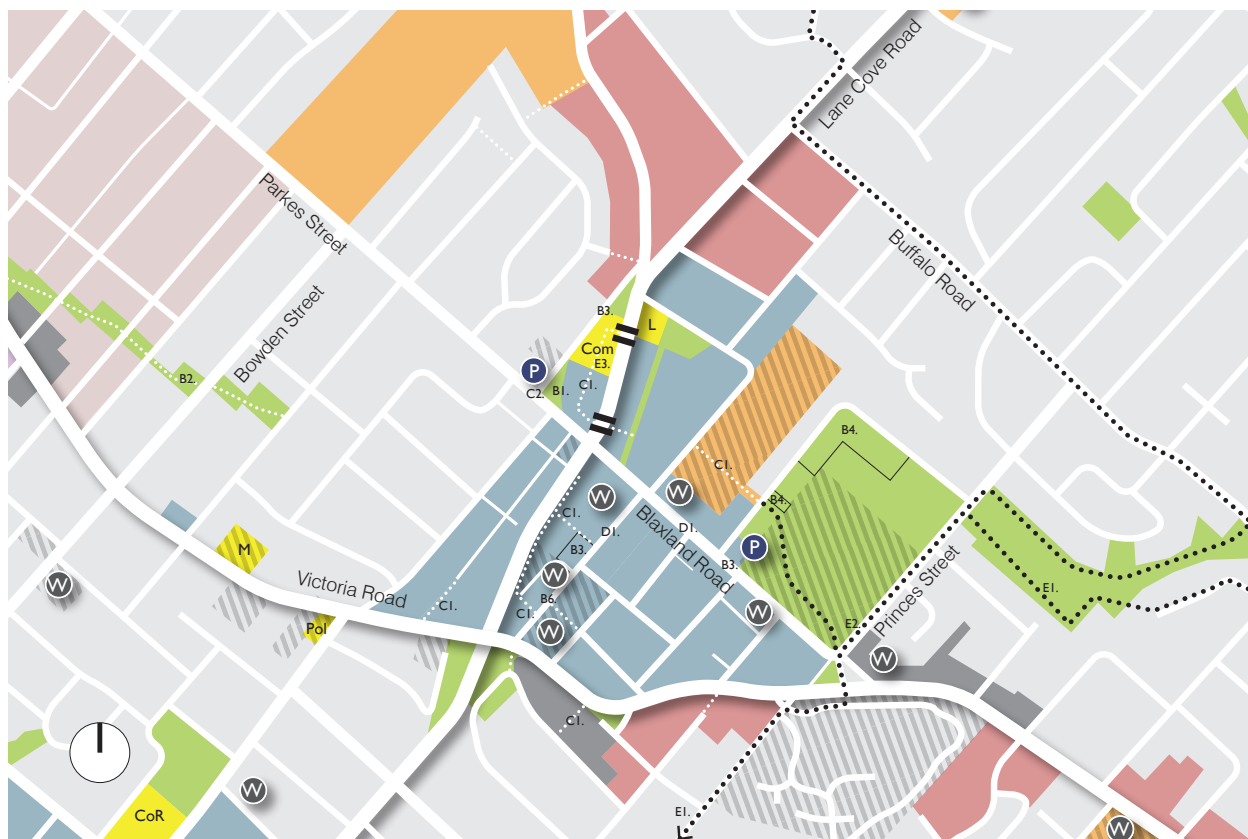 Lane Cove Road
Parkes Street
Buffalo Road
Bowden Street
B2.
B3.
L
Com
E3.
P
C2.
B1.
C1.
B4.
C1.
W
W
B4.
C1.
D1.
D1.
Blaxland Road
B3.
B3.
P
M
W
W
Victoria Road
C1.
B6.
C1.
W
Pol
W
E1.
E2.
Princes Street
W
C1.
W
CoR
E1.
W